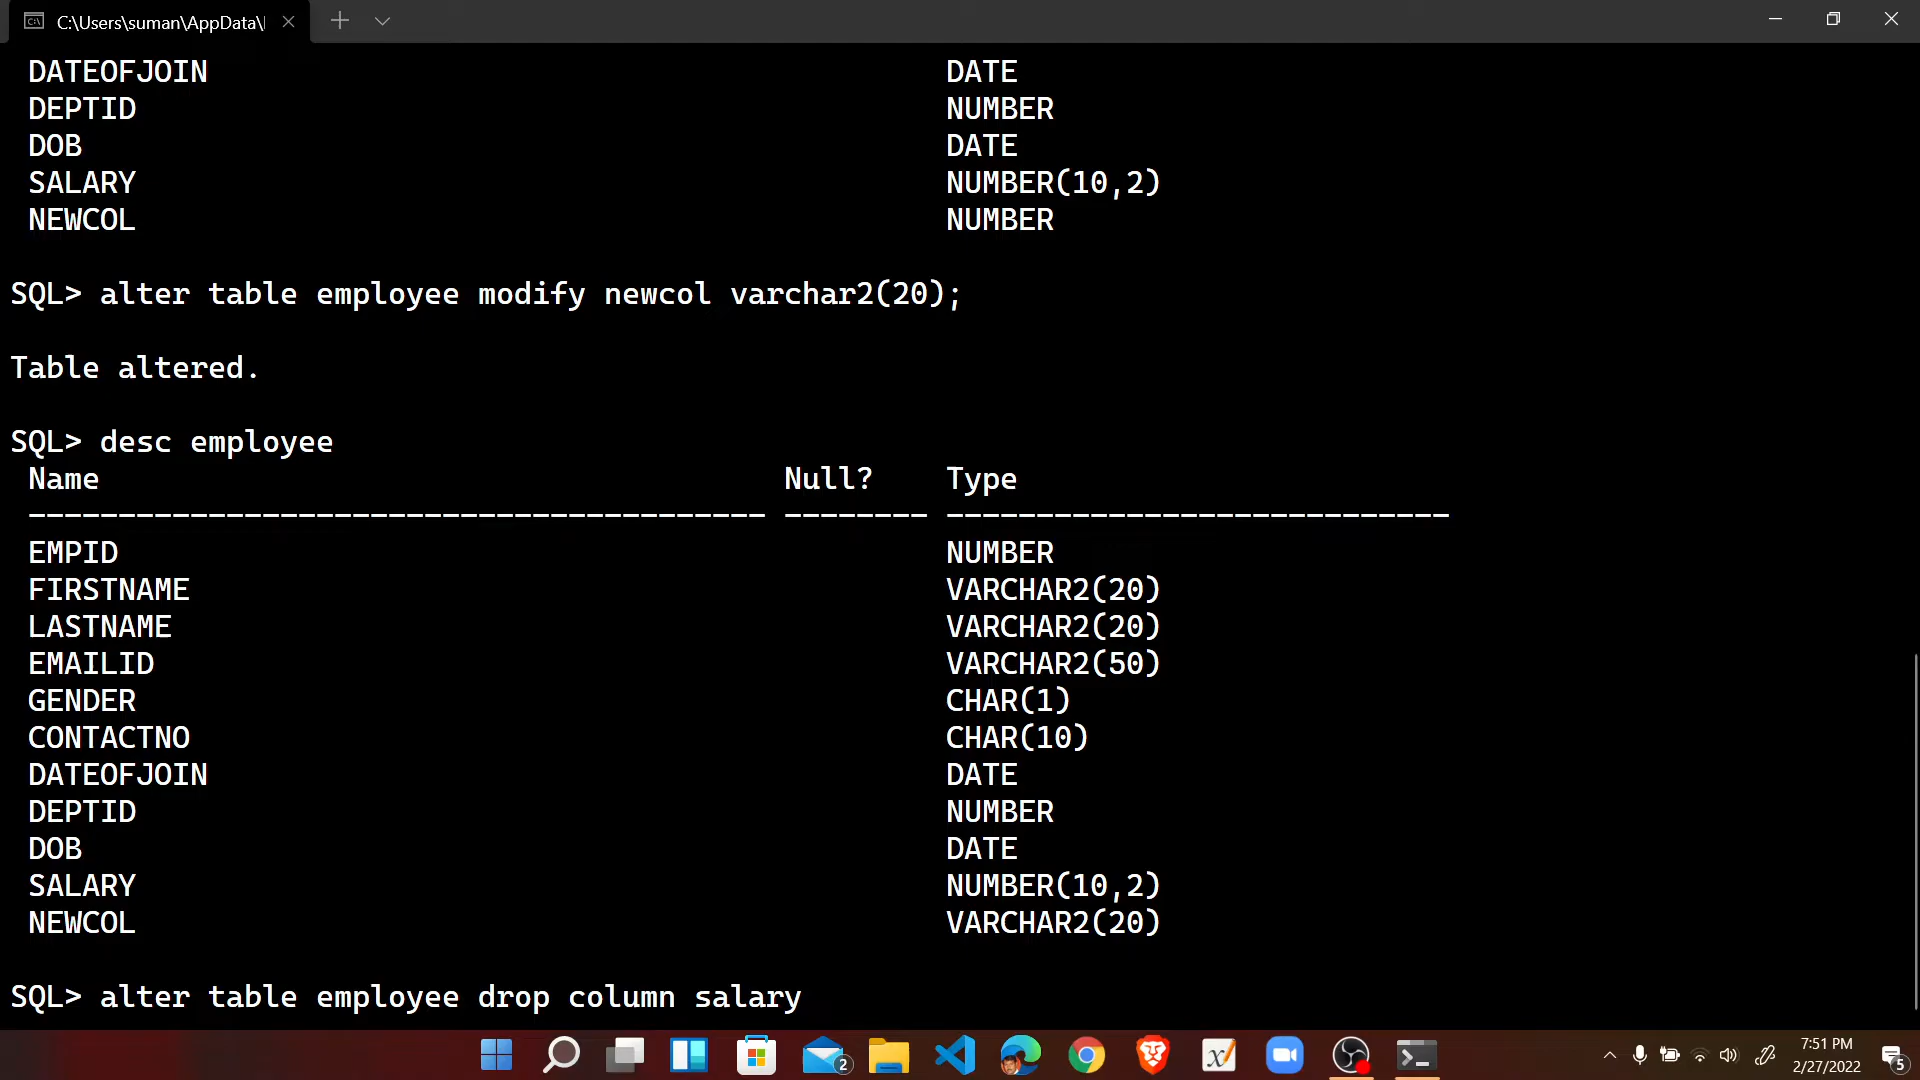 C:\Users\suman\AppData\
DATEOFJOIN DATE
DEPTID NUMBER
DOB DATE
SALARY NUMBER(10,2)
NEWCOL NUMBER
SQL> alter table employee modify newcol varchar2(20);
Table altered.
SQL> desc employee
Name Null? Type
----------------------------------------- -------- ----------------------------
EMPID NUMBER
FIRSTNAME VARCHAR2(20)
LASTNAME VARCHAR2(20)
EMAILID VARCHAR2(50)
GENDER CHAR(1)
CONTACTNO CHAR(10)
DATEOFJOIN DATE
DEPTID NUMBER
DOB DATE
SALARY NUMBER(10,2)
NEWCOL VARCHAR2(20)
SQL> alter table employee drop column salary
2
7:51 PM
2/27/2022
5